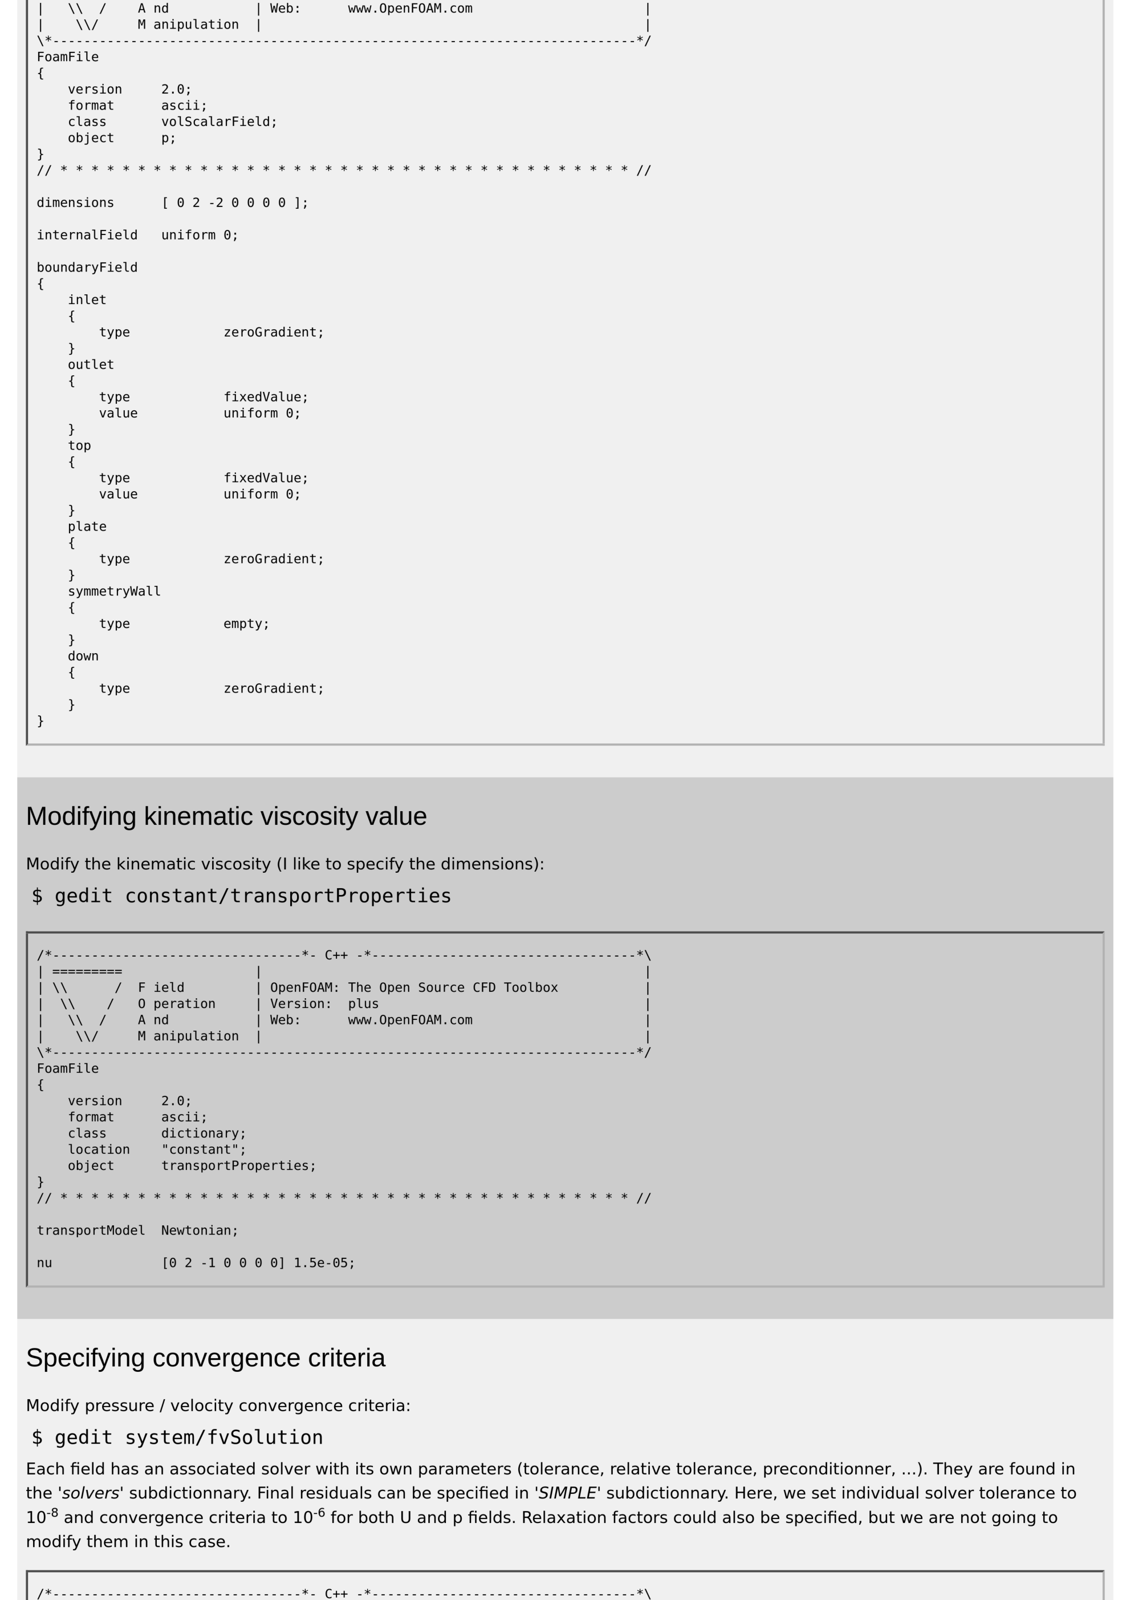 |   \\  /    A nd           | Web:      www.OpenFOAM.com                      |
|    \\/     M anipulation  |                                                 |
\*---------------------------------------------------------------------------*/
FoamFile
{
    version     2.0;
    format      ascii;
    class       volScalarField;
    object      p;
}
// * * * * * * * * * * * * * * * * * * * * * * * * * * * * * * * * * * * * * //
dimensions      [ 0 2 -2 0 0 0 0 ];
internalField   uniform 0;
boundaryField
{
    inlet
    {
        type            zeroGradient;
    }
    outlet
    {
        type            fixedValue;
        value           uniform 0;
    }
    top
    {
        type            fixedValue;
        value           uniform 0;
    }
    plate
    {
        type            zeroGradient;
    }
    symmetryWall
    {
        type            empty;
    }
    down
    {
        type            zeroGradient;
    }
}
Modifying kinematic viscosity value
Modify the kinematic viscosity (I like to specify the dimensions):
$ gedit constant/transportProperties
/*--------------------------------*- C++ -*----------------------------------*\
| =========                 |                                                 |
| \\      /  F ield         | OpenFOAM: The Open Source CFD Toolbox           |
|  \\    /   O peration     | Version:  plus                                  |
|   \\  /    A nd           | Web:      www.OpenFOAM.com                      |
|    \\/     M anipulation  |                                                 |
\*---------------------------------------------------------------------------*/
FoamFile
{
    version     2.0;
    format      ascii;
    class       dictionary;
    location    "constant";
    object      transportProperties;
}
// * * * * * * * * * * * * * * * * * * * * * * * * * * * * * * * * * * * * * //
transportModel  Newtonian;
nu              [0 2 -1 0 0 0 0] 1.5e-05;
Specifying convergence criteria
Modify pressure / velocity convergence criteria:
$ gedit system/fvSolution
Each field has an associated solver with its own parameters (tolerance, relative tolerance, preconditionner, ...). They are found in
the 'solvers' subdictionnary. Final residuals can be specified in 'SIMPLE' subdictionnary. Here, we set individual solver tolerance to
10-8 and convergence criteria to 10-6 for both U and p fields. Relaxation factors could also be specified, but we are not going to
modify them in this case.
/*--------------------------------*- C++ -*----------------------------------*\